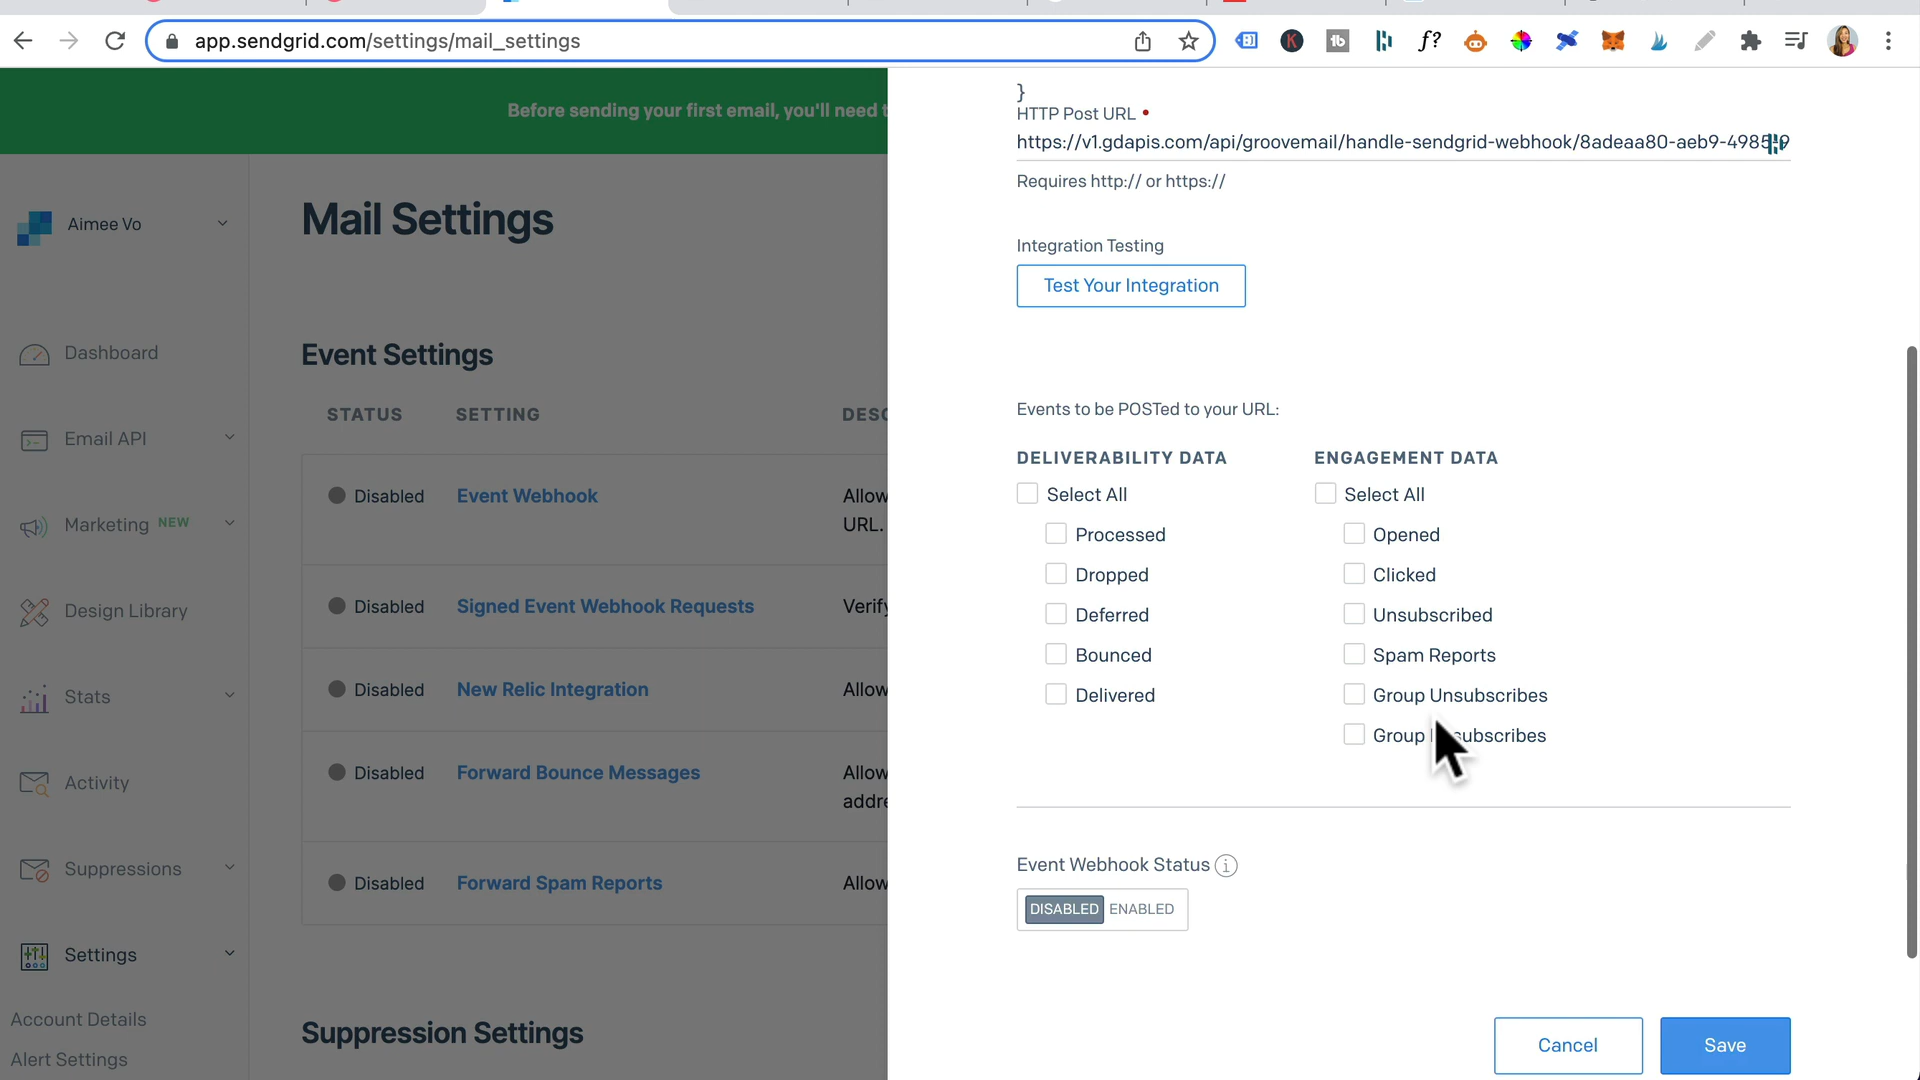 app.sendgrid.com/settings/mail_settings
Before sending your first email, you'll need t
Aimee Vo
Dashboard
Email API
Marketing NEW
Design Library
Stats
Activity
Suppressions
Settings
Account Details
Alert Settings
Mail Settings
Event Settings
STATUS SETTING DESC
Disabled Event Webhook Allow
URL.
Disabled Signed Event Webhook Requests Verify
Disabled New Relic Integration Allow
Disabled Forward Bounce Messages Allow
addre
Disabled Forward Spam Reports Allow
Suppression Settings
}
HTTP Post URL •
https://v1.gdapis.com/api/groovemail/handle-sendgrid-webhook/8adeaa80-aeb9-4985
Requires http:// or https://
Integration Testing
Test Your Integration
Events to be POSTed to your URL:
DELIVERABILITY DATA
Select All
Processed
Dropped
Deferred
Bounced
Delivered
ENGAGEMENT DATA
Select All
Opened
Clicked
Unsubscribed
Spam Reports
Group Unsubscribes
Group
Event Webhook Status i
DISABLED ENABLED
Cancel
Save